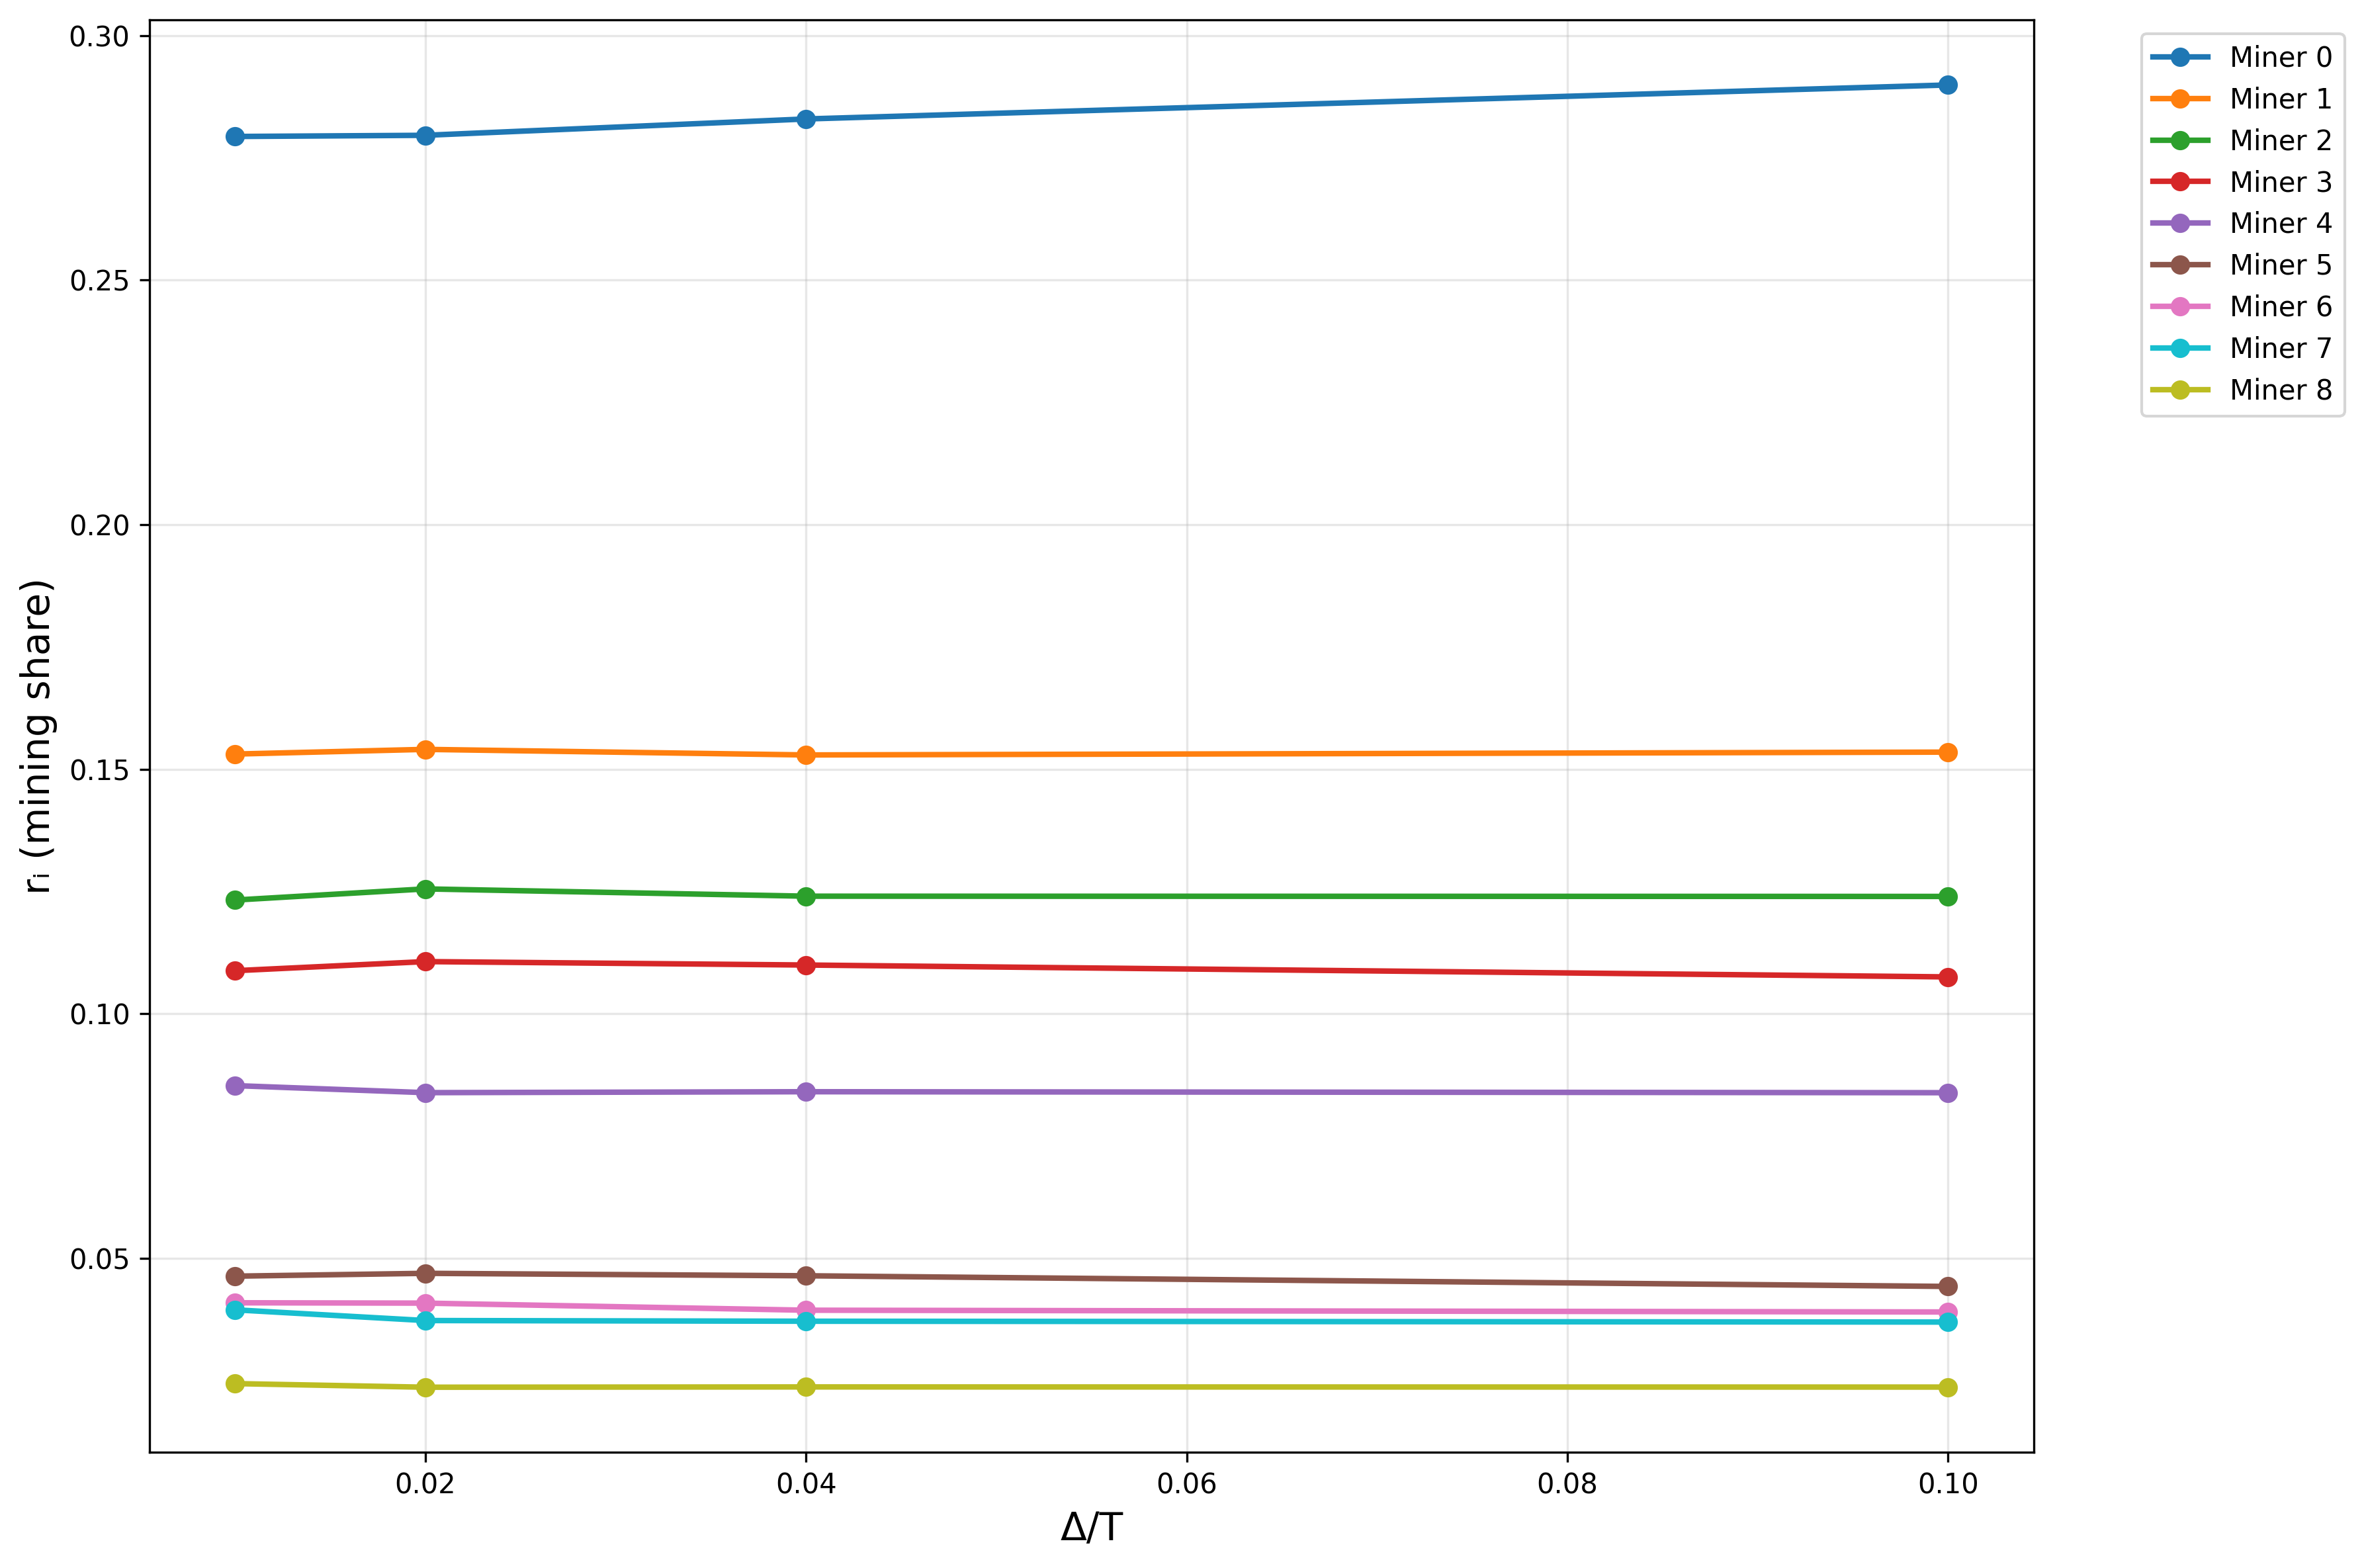 0.30
0.25
0.20
0.15
0.10
0.05
rᵢ (mining share)
0.02
0.04
0.06
0.08
0.10
Δ/T
Miner 0
Miner 1
Miner 2
Miner 3
Miner 4
Miner 5
Miner 6
Miner 7
Miner 8